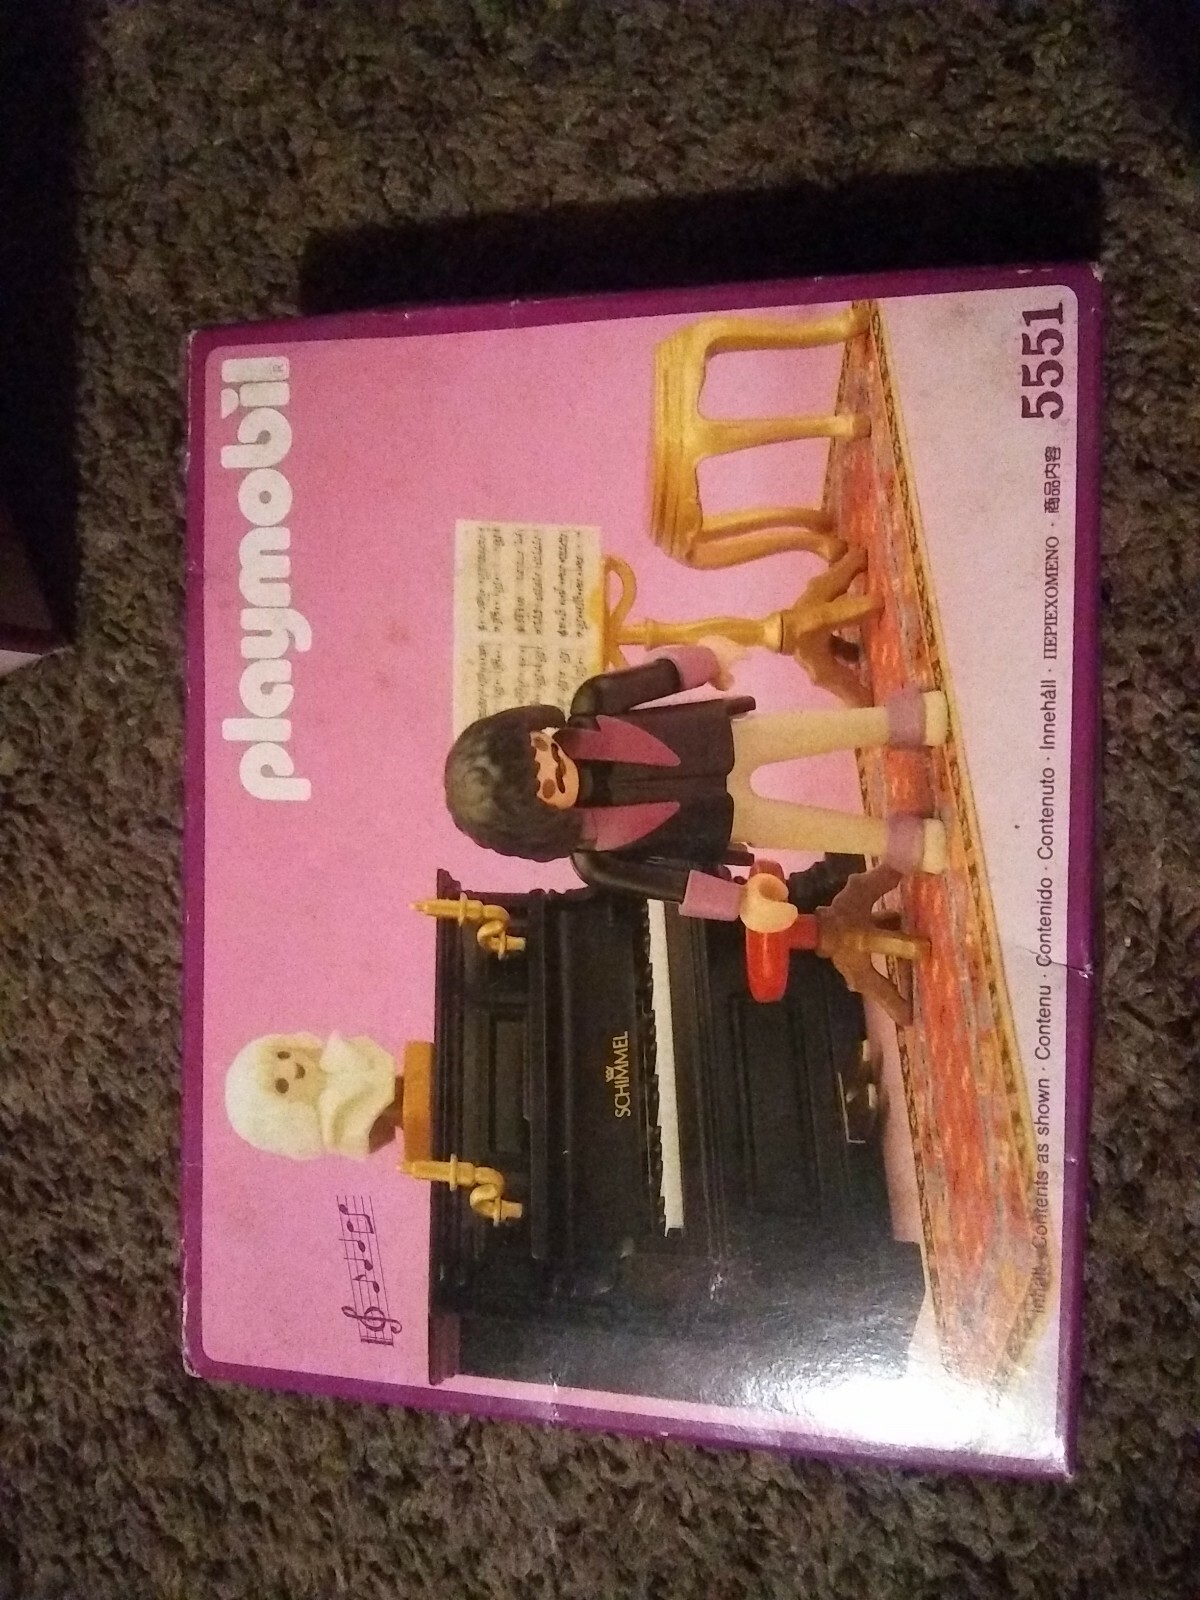 playmobil®
SCHIMMEL
Inhalt · Contents as shown · Contenu · Contenido · Contenuto · Innehåll · ΠΕΡΙΕΧΟΜΕΝΟ · 商品内容 5551